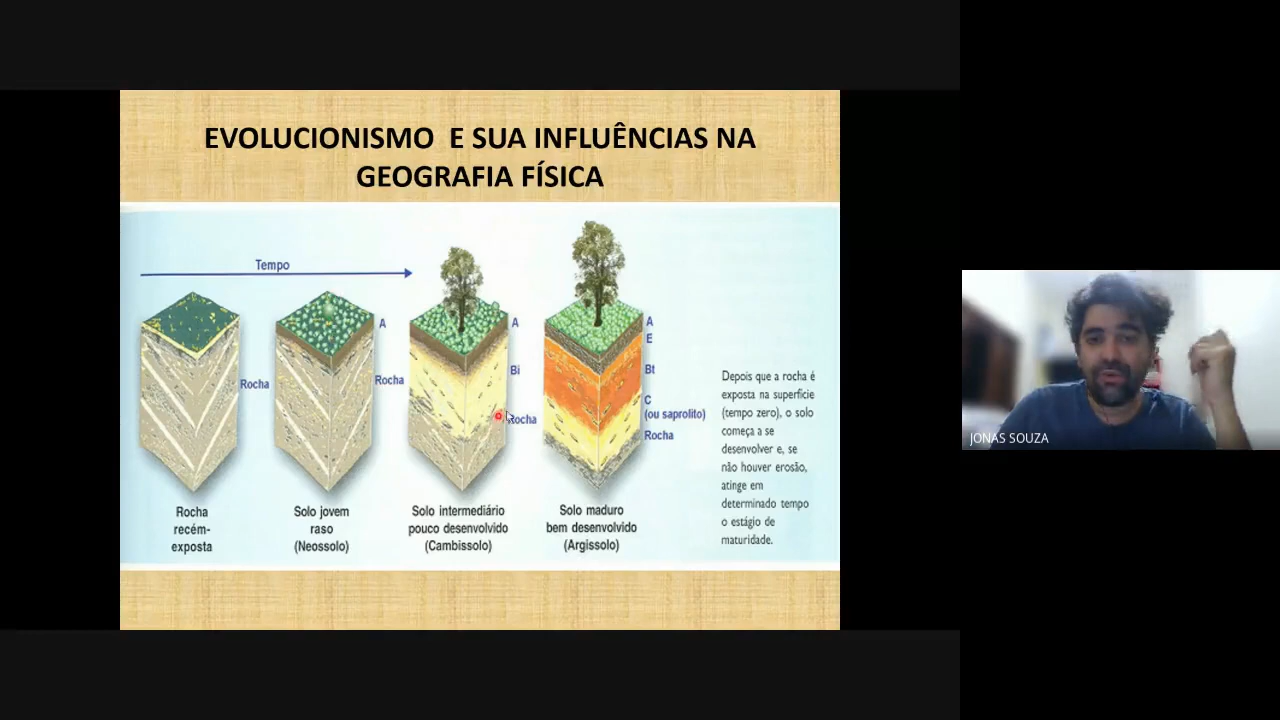 EVOLUCIONISMO E SUA INFLUÊNCIAS NA
GEOGRAFIA FÍSICA
Tempo
Rocha
A
Rocha
A
Bi
Rocha
A
E
Bt
C
(ou saprolito)
Rocha
Rocha
recém-
exposta
Solo jovem
raso
(Neossolo)
Solo intermediário
pouco desenvolvido
(Cambissolo)
Solo maduro
bem desenvolvido
(Argissolo)
Depois que a rocha é
exposta na superfície
(tempo zero), o solo
começa a se
desenvolver e, se
não houver erosão,
atinge em
determinado tempo
o estágio de
maturidade.
JONAS SOUZA